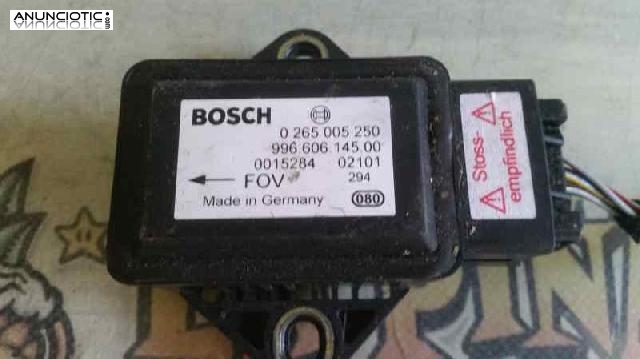 ANUNCIOTIC.com
BOSCH
0 265 005 250
996.606.145.00
0015284 02101
FOV 294
Made in Germany 080
Stoss-
empfindlich